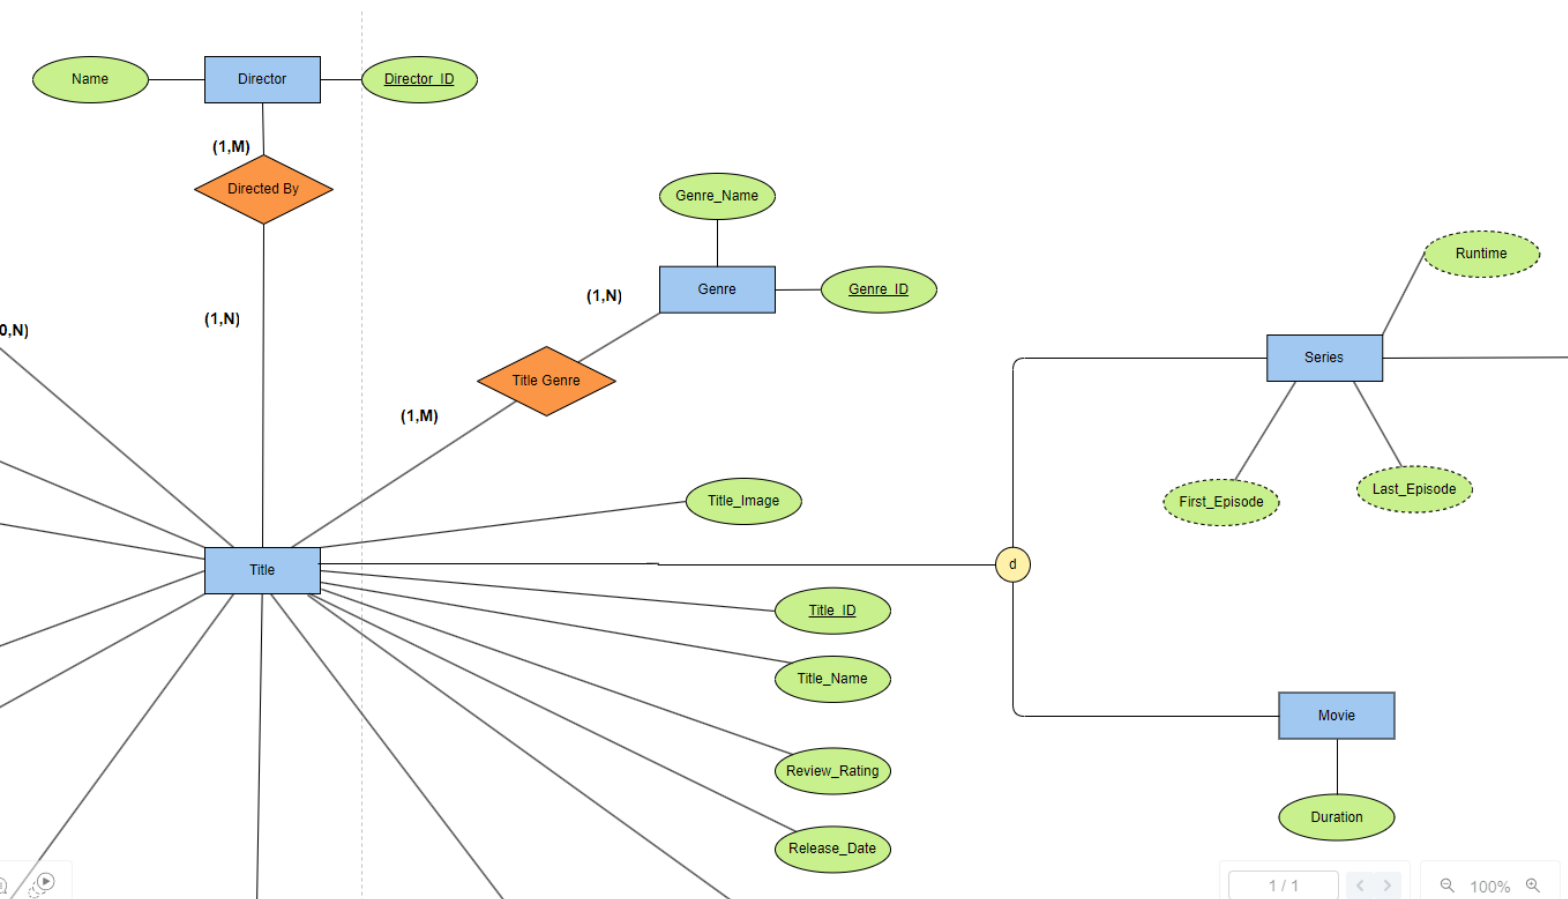 Name
Director
Director_ID
(1,M)
Directed By
Genre_Name
Runtime
(1,N)
Genre
Genre_ID
(1,N)
0,N)
Series
Title Genre
(1,M)
Title_Image
First_Episode
Last_Episode
Title
d
Title_ID
Title_Name
Movie
Review_Rating
Duration
Release_Date
1 / 1
100%